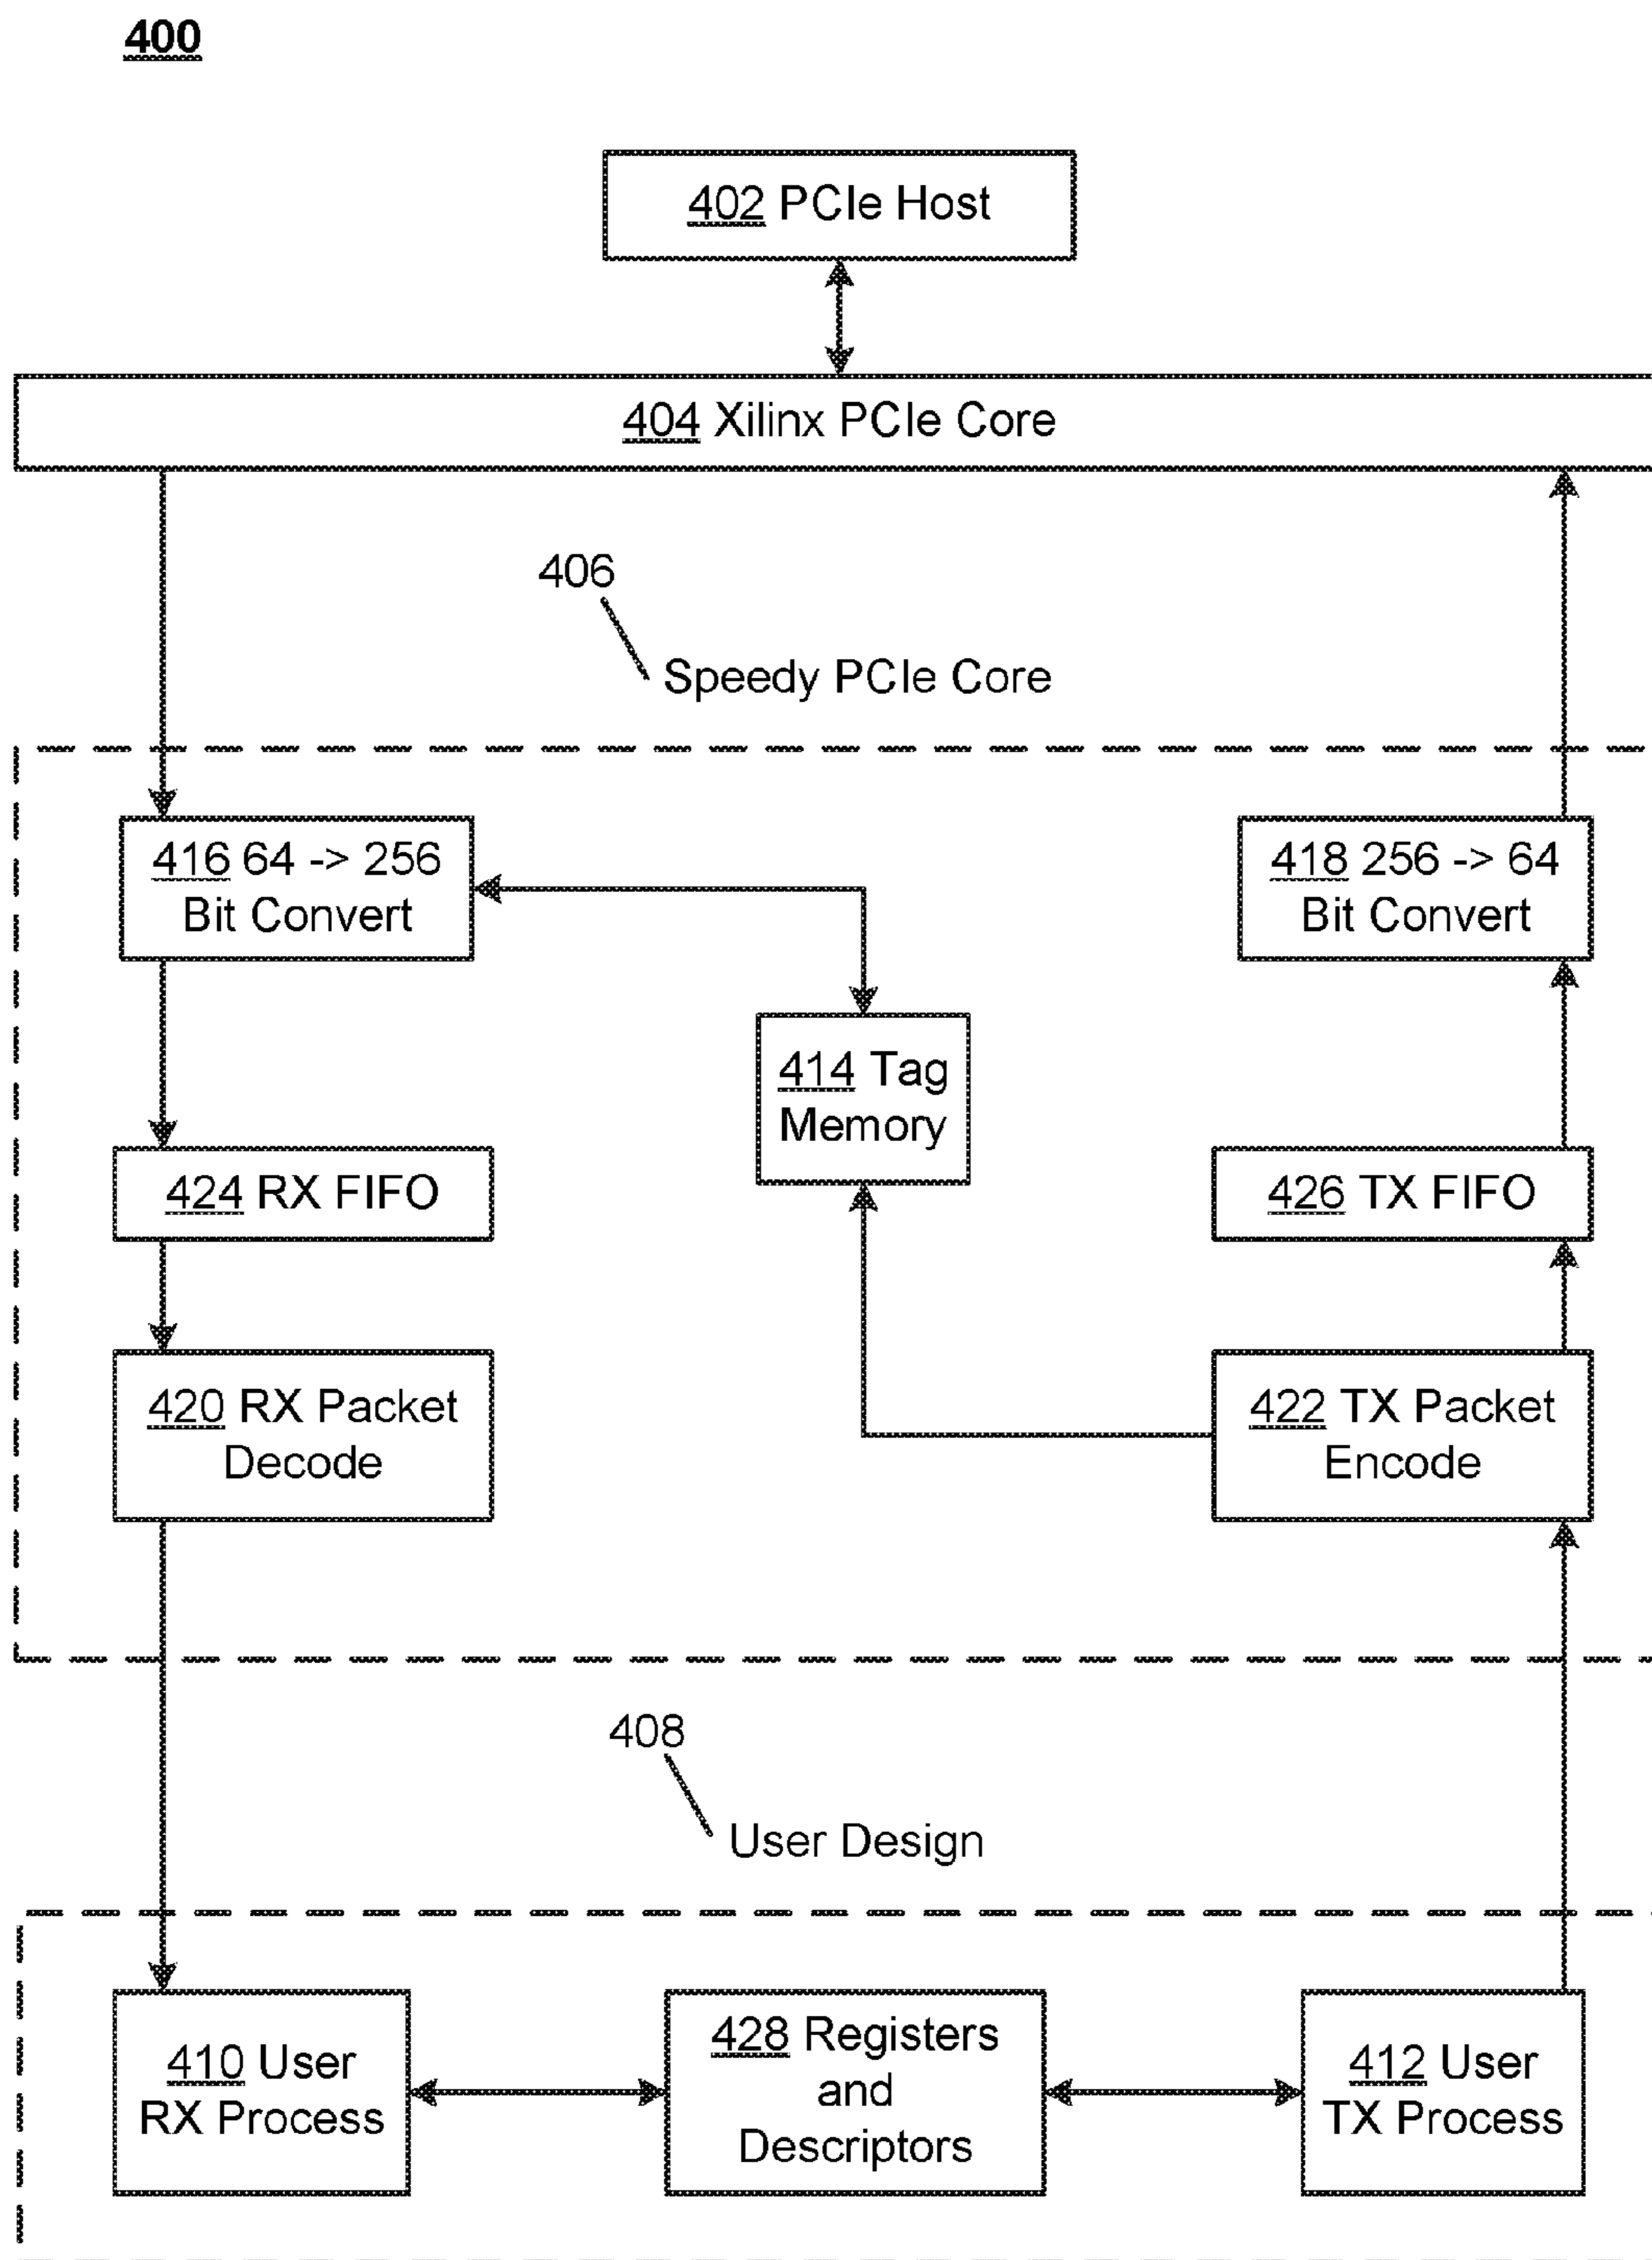 400
402 PCIe Host
404 Xilinx PCIe Core
406
Speedy PCIe Core
416 64 -> 256
Bit Convert
418 256 -> 64
Bit Convert
414 Tag
Memory
424 RX FIFO
426 TX FIFO
420 RX Packet
Decode
422 TX Packet
Encode
408
User Design
410 User
RX Process
428 Registers
and
Descriptors
412 User
TX Process